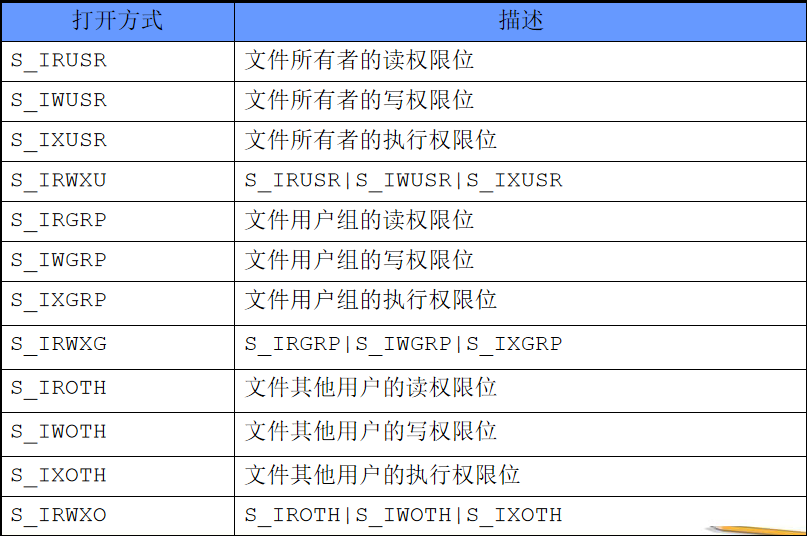 打开方式 描述
S_IRUSR 文件所有者的读权限位
S_IWUSR 文件所有者的写权限位
S_IXUSR 文件所有者的执行权限位
S_IRWXU S_IRUSR|S_IWUSR|S_IXUSR
S_IRGRP 文件用户组的读权限位
S_IWGRP 文件用户组的写权限位
S_IXGRP 文件用户组的执行权限位
S_IRWXG S_IRGRP|S_IWGRP|S_IXGRP
S_IROTH 文件其他用户的读权限位
S_IWOTH 文件其他用户的写权限位
S_IXOTH 文件其他用户的执行权限位
S_IRWXO S_IROTH|S_IWOTH|S_IXOTH